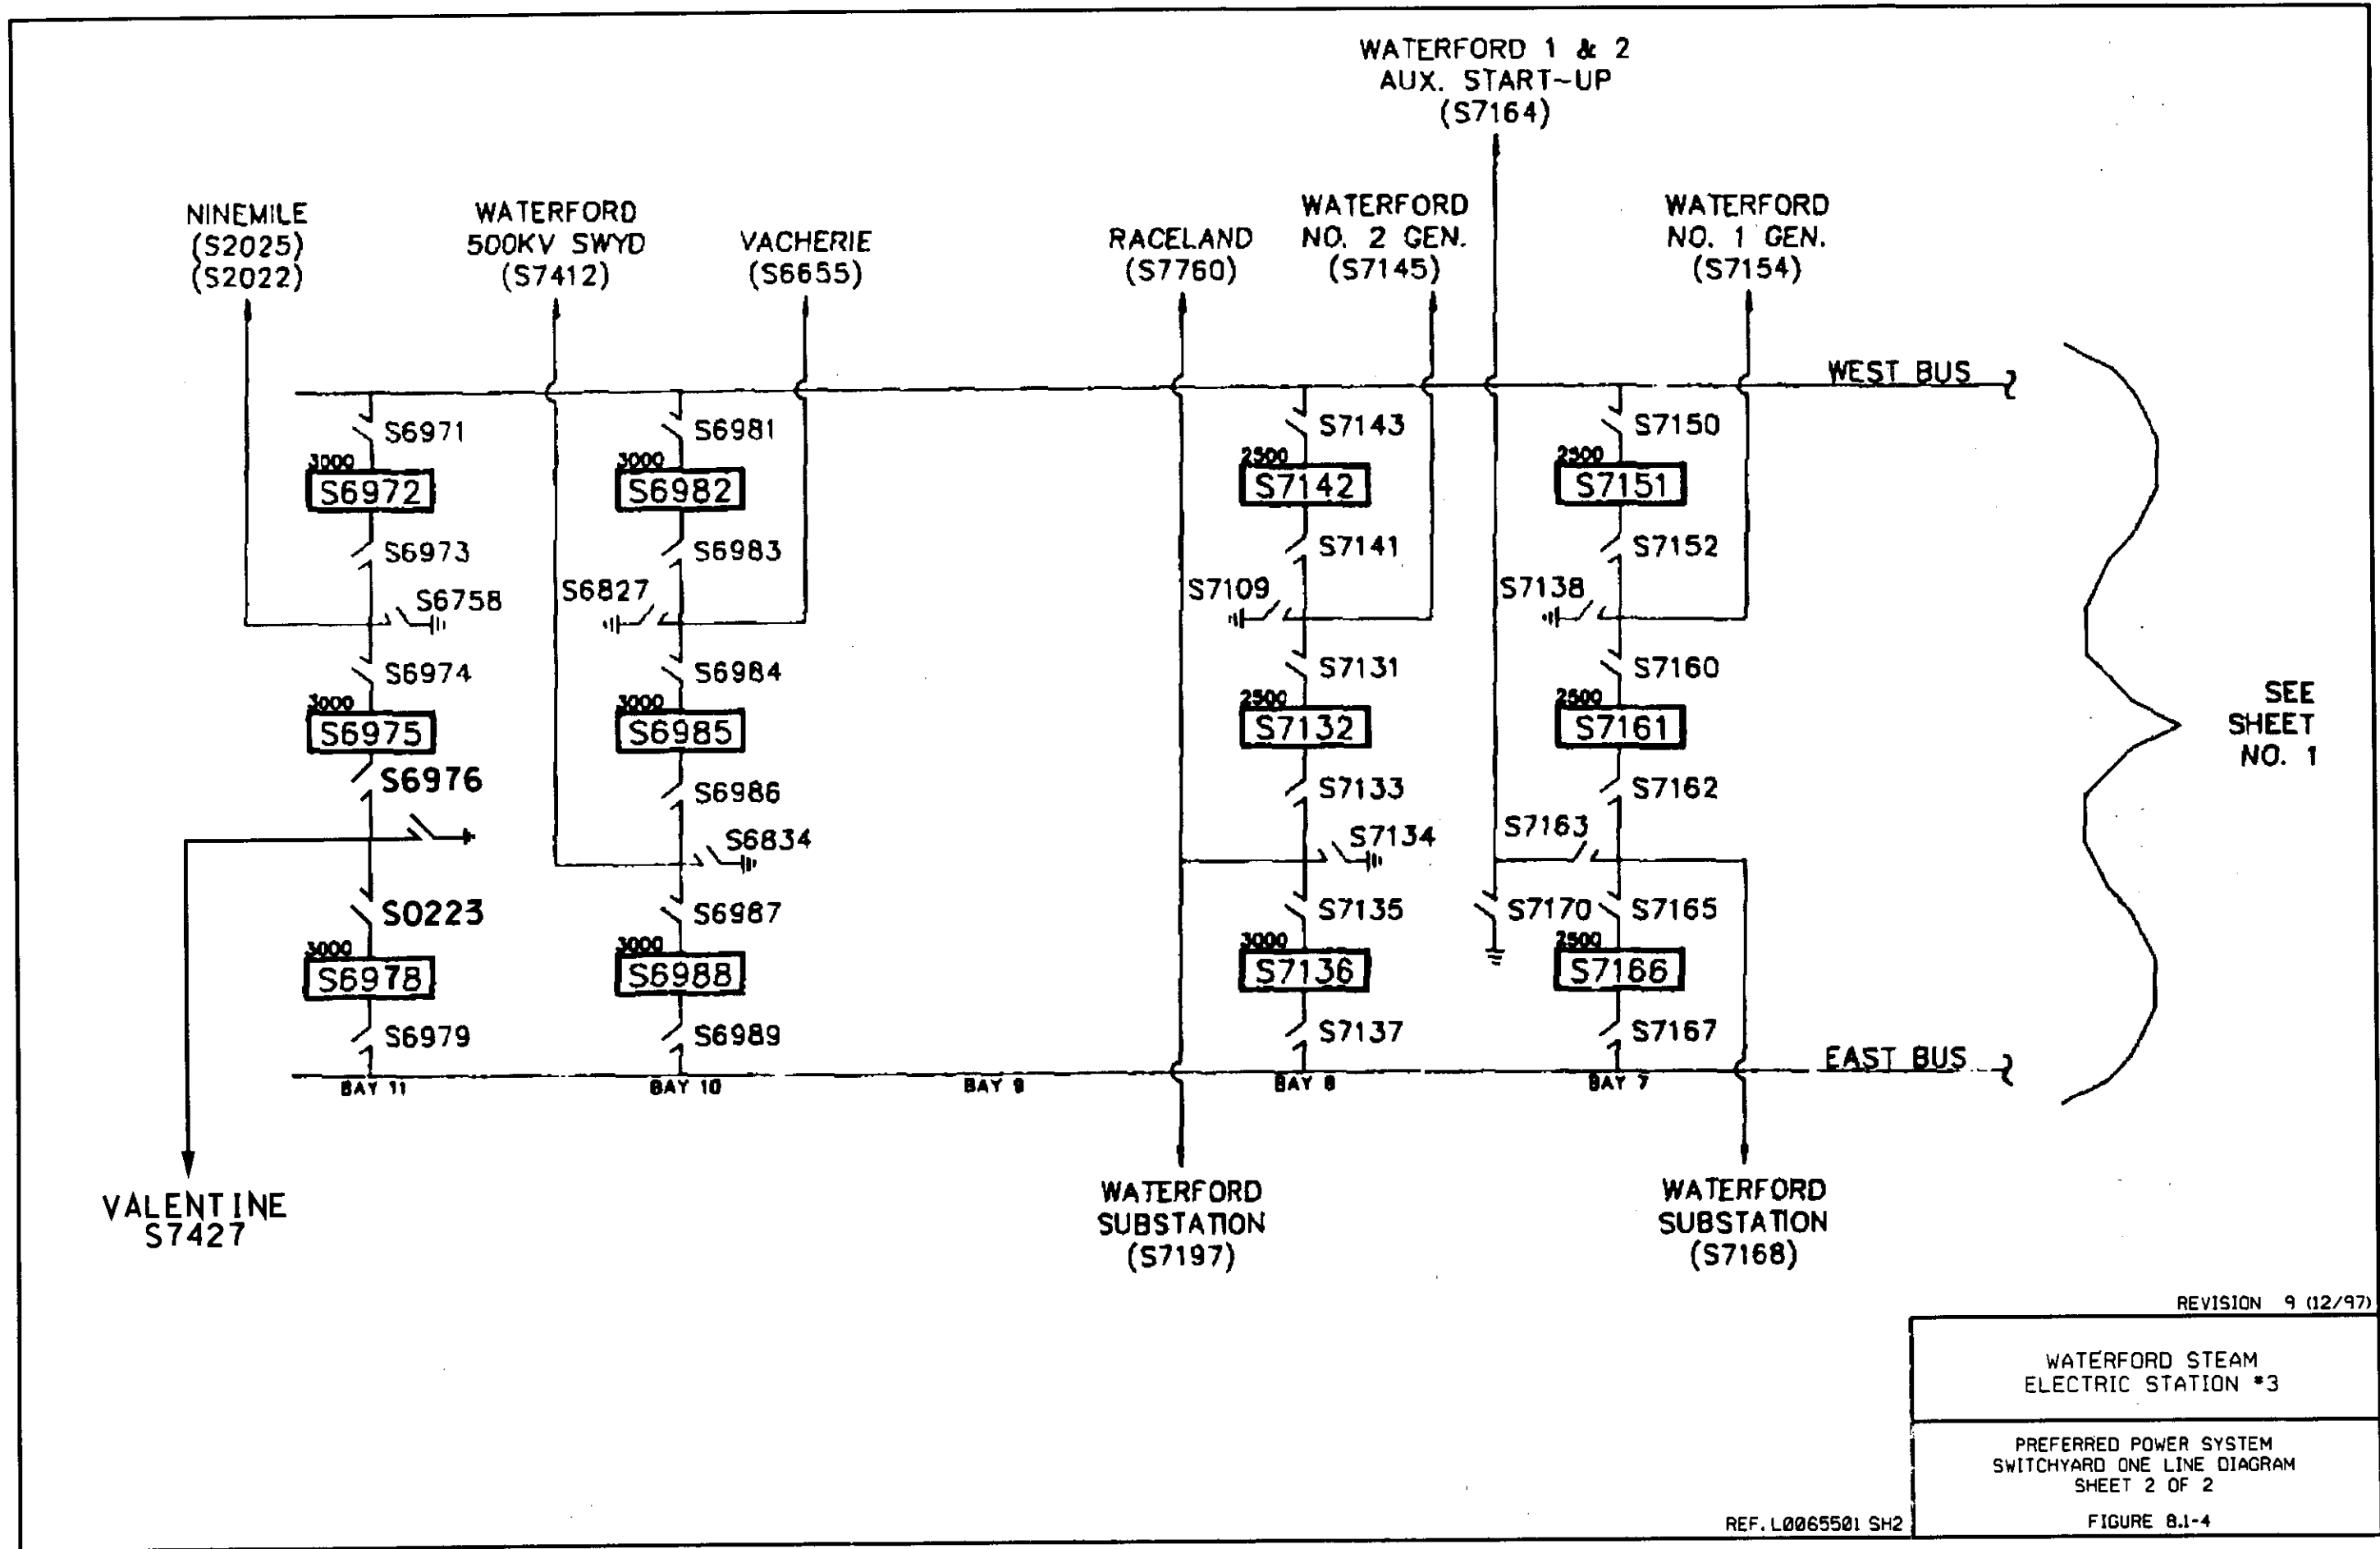 WATERFORD 1 & 2
AUX. START-UP
(S7164)
NINEMILE
(S2025)
(S2022)
WATERFORD
500KV SWYD
(S7412)
VACHERIE
(S6655)
RACELAND
(S7760)
WATERFORD
NO. 2 GEN.
(S7145)
WATERFORD
NO. 1 GEN.
(S7154)
WEST BUS
S6971
3000
S6972
S6973
S6758
S6974
3000
S6975
S6976
S0223
3000
S6978
S6979
BAY 11
S6981
3000
S6982
S6983
S6827
S6984
3000
S6985
S6986
S6834
S6987
3000
S6988
S6989
BAY 10
BAY 9
S7143
2500
S7142
S7141
S7109
S7131
2500
S7132
S7133
S7134
S7135
3000
S7136
S7137
BAY 8
S7150
2500
S7151
S7152
S7138
S7160
2500
S7161
S7162
S7163
S7170
S7165
2500
S7166
S7167
BAY 7
EAST BUS
SEE
SHEET
NO. 1
VALENTINE
S7427
WATERFORD
SUBSTATION
(S7197)
WATERFORD
SUBSTATION
(S7168)
REVISION 9 (12/97)
WATERFORD STEAM
ELECTRIC STATION #3
PREFERRED POWER SYSTEM
SWITCHYARD ONE LINE DIAGRAM
SHEET 2 OF 2
FIGURE 8.1-4
REF. L0065501 SH2